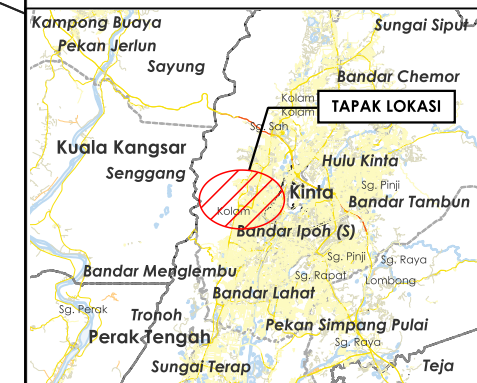 Kampong Buaya
Sungai Siput
Pekan Jerlun
Sayung
Bandar Chemor
Kolam
TAPAK LOKASI
Kolam
Sg. Sah
Kuala Kangsar
Hulu Kinta
Senggang
Kinta
Sg. Pinji
Bandar Tambun
Kolam
Bandar Ipoh (S)
Sg. Pinji
Sg. Raya
Bandar Menglembu
Sg. Rapat
Lombong
Bandar Lahat
Sg. Perak
Tronoh
Pekan Simpang Pulai
Perak Tengah
Sg. Raya
Sungai Terap
Teja